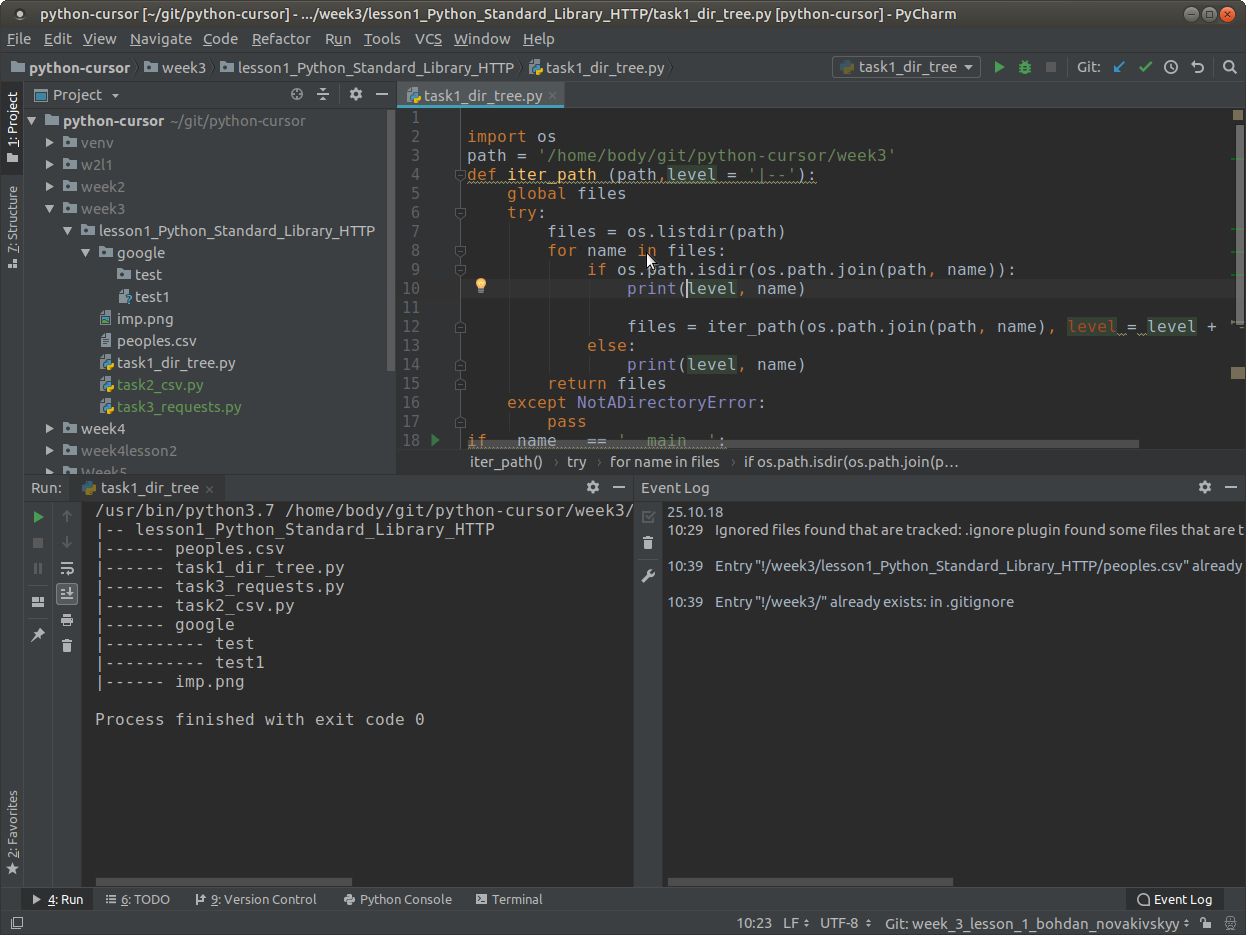 python-cursor [~/git/python-cursor] - .../week3/lesson1_Python_Standard_Library_HTTP/task1_dir_tree.py [python-cursor] - PyCharm
File Edit View Navigate Code Refactor Run Tools VCS Window Help
python-cursor week3 lesson1_Python_Standard_Library_HTTP task1_dir_tree.py task1_dir_tree Git:
1: Project
7: Structure
2: Favorites
Project
python-cursor ~/git/python-cursor
venv
w2l1
week2
week3
lesson1_Python_Standard_Library_HTTP
google
test
test1
imp.png
peoples.csv
task1_dir_tree.py
task2_csv.py
task3_requests.py
week4
week4lesson2
Week5
task1_dir_tree.py
1
2 import os
3 path = '/home/body/git/python-cursor/week3'
4 def iter_path (path,level = '|--'):
5 global files
6 try:
7 files = os.listdir(path)
8 for name in files:
9 if os.path.isdir(os.path.join(path, name)):
10 print(level, name)
11
12 files = iter_path(os.path.join(path, name), level = level +
13 else:
14 print(level, name)
15 return files
16 except NotADirectoryError:
17 pass
18 if __name__ == '__main__':
iter_path() › try › for name in files › if os.path.isdir(os.path.join(p...
Run: task1_dir_tree
/usr/bin/python3.7 /home/body/git/python-cursor/week3/
|-- lesson1_Python_Standard_Library_HTTP
|------ peoples.csv
|------ task1_dir_tree.py
|------ task3_requests.py
|------ task2_csv.py
|------ google
|---------- test
|---------- test1
|------ imp.png
Process finished with exit code 0
Event Log
25.10.18
10:29 Ignored files found that are tracked: .ignore plugin found some files that are t
10:39 Entry "!/week3/lesson1_Python_Standard_Library_HTTP/peoples.csv" already
10:39 Entry "!/week3/" already exists: in .gitignore
4: Run 6: TODO 9: Version Control Python Console Terminal Event Log
10:23 LF UTF-8 Git: week_3_lesson_1_bohdan_novakivskyy